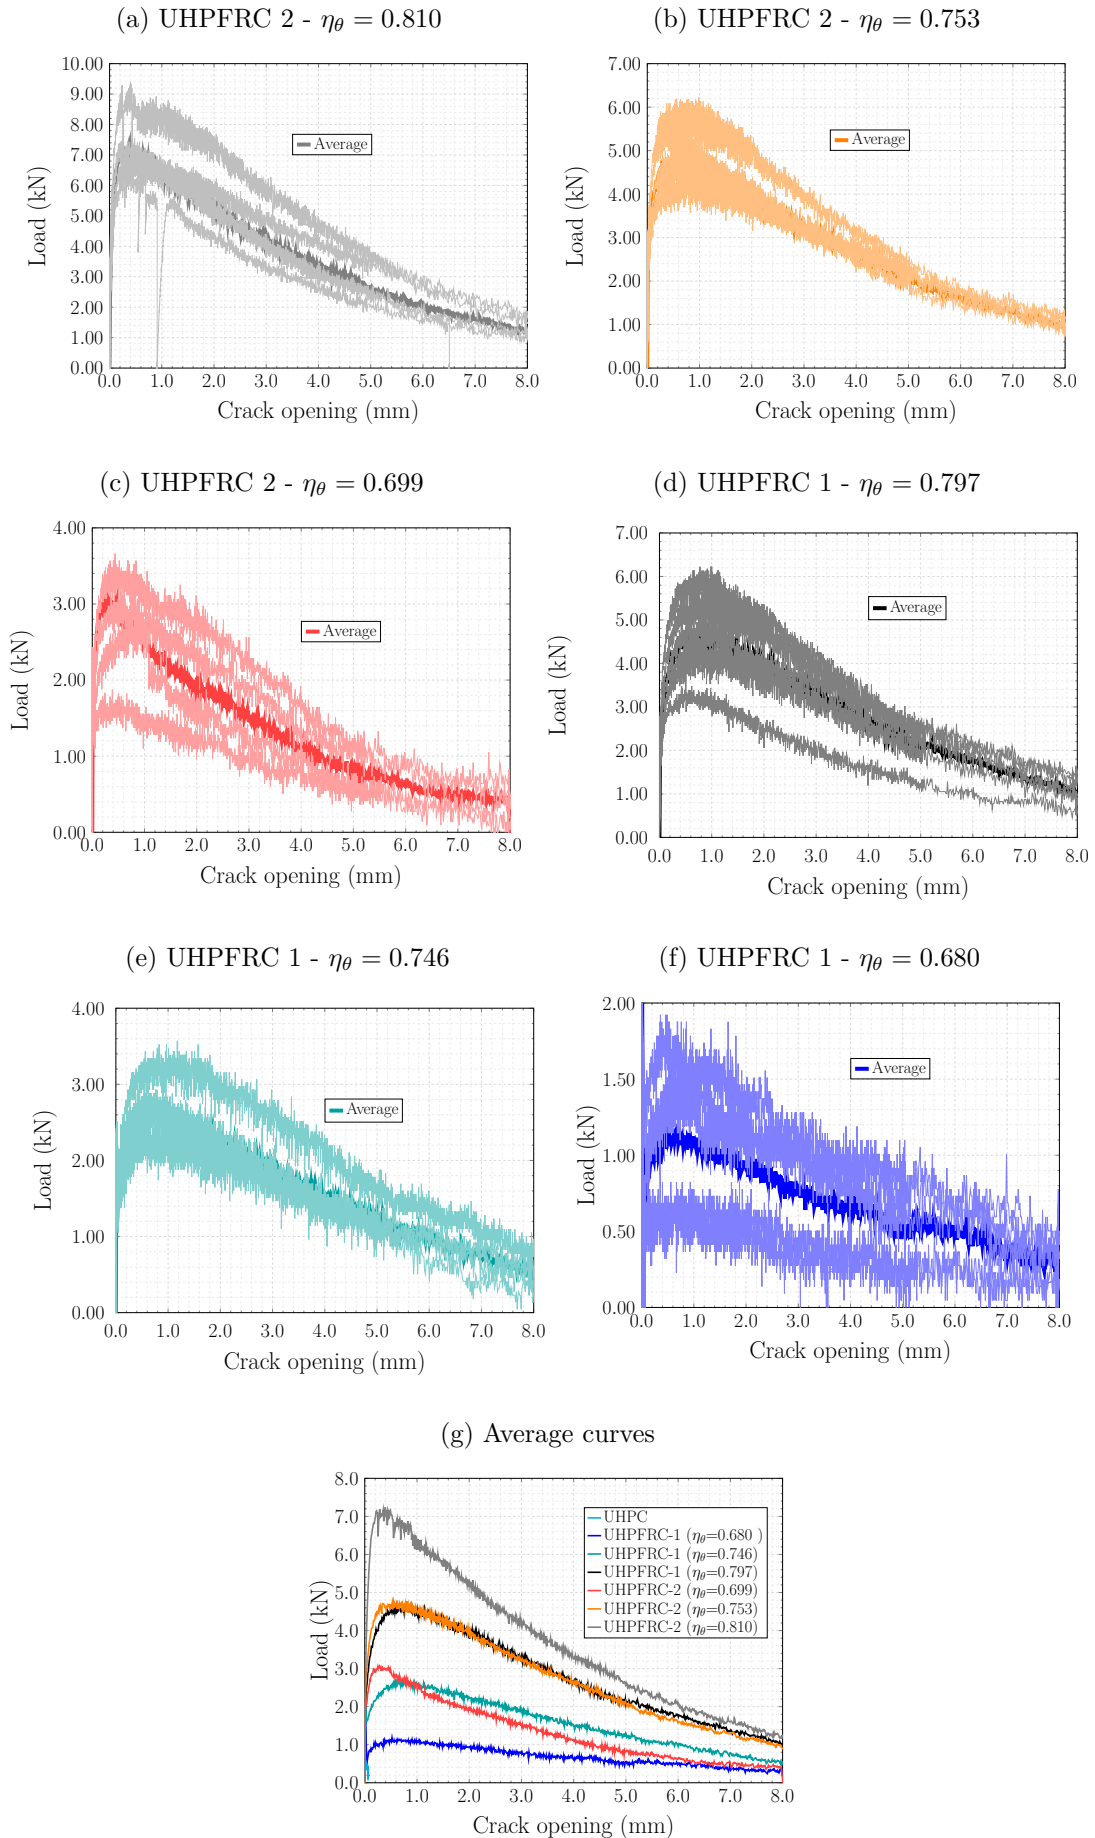 (a) UHPFRC 2 - ηθ = 0.810
10.00
9.00
8.00
7.00
6.00
5.00
4.00
3.00
2.00
1.00
0.00
0.0 1.0 2.0 3.0 4.0 5.0 6.0 7.0 8.0
Load (kN)
Crack opening (mm)
Average
(b) UHPFRC 2 - ηθ = 0.753
7.00
6.00
5.00
4.00
3.00
2.00
1.00
0.00
0.0 1.0 2.0 3.0 4.0 5.0 6.0 7.0 8.0
Load (kN)
Crack opening (mm)
Average
(c) UHPFRC 2 - ηθ = 0.699
4.00
3.00
2.00
1.00
0.00
0.0 1.0 2.0 3.0 4.0 5.0 6.0 7.0 8.0
Load (kN)
Crack opening (mm)
Average
(d) UHPFRC 1 - ηθ = 0.797
7.00
6.00
5.00
4.00
3.00
2.00
1.00
0.00
0.0 1.0 2.0 3.0 4.0 5.0 6.0 7.0 8.0
Load (kN)
Crack opening (mm)
Average
(e) UHPFRC 1 - ηθ = 0.746
4.00
3.00
2.00
1.00
0.00
0.0 1.0 2.0 3.0 4.0 5.0 6.0 7.0 8.0
Load (kN)
Crack opening (mm)
Average
(f) UHPFRC 1 - ηθ = 0.680
2.00
1.50
1.00
0.50
0.00
0.0 1.0 2.0 3.0 4.0 5.0 6.0 7.0 8.0
Load (kN)
Crack opening (mm)
Average
(g) Average curves
8.0
7.0
6.0
5.0
4.0
3.0
2.0
1.0
0.0
0.0 1.0 2.0 3.0 4.0 5.0 6.0 7.0 8.0
Load (kN)
Crack opening (mm)
UHPC
UHPFRC-1 (ηθ=0.680 )
UHPFRC-1 (ηθ=0.746)
UHPFRC-1 (ηθ=0.797)
UHPFRC-2 (ηθ=0.699)
UHPFRC-2 (ηθ=0.753)
UHPFRC-2 (ηθ=0.810)